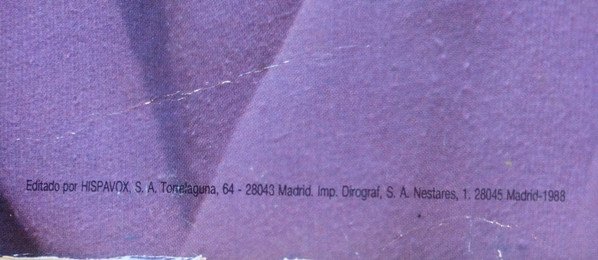 Editado por HISPAVOX, S. A. Torrelaguna, 64 - 28043 Madrid. Imp. Dirograf, S. A. Nestares, 1. 28045 Madrid-1988